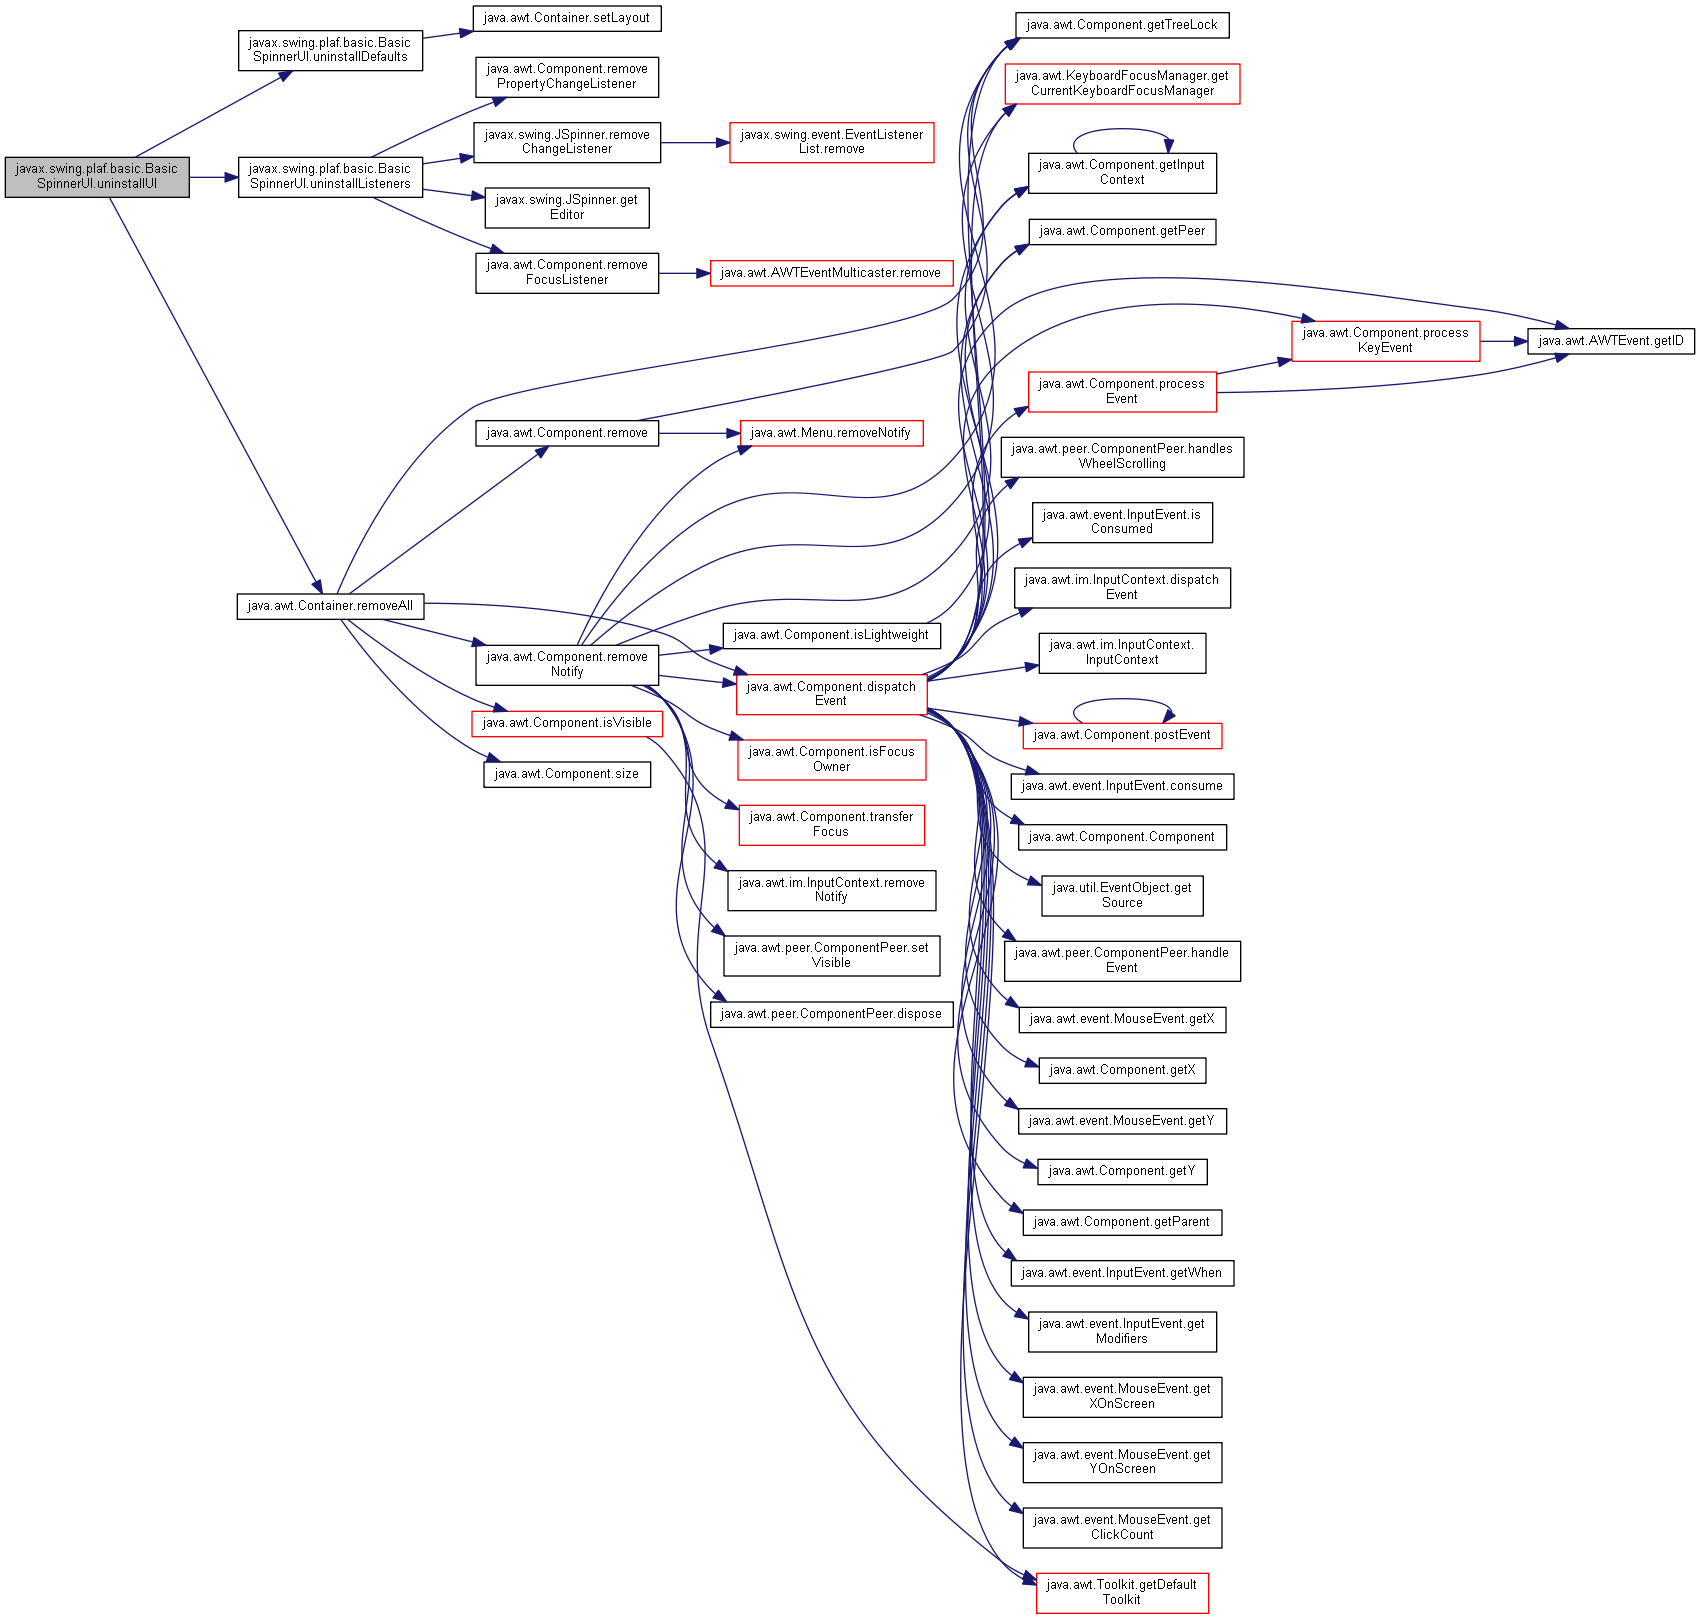 javax.swing.plaf.basic.Basic
SpinnerUI.uninstallUI
javax.swing.plaf.basic.Basic
SpinnerUI.uninstallDefaults
javax.swing.plaf.basic.Basic
SpinnerUI.uninstallListeners
java.awt.Container.removeAll
java.awt.Container.setLayout
java.awt.Component.remove
PropertyChangeListener
javax.swing.JSpinner.remove
ChangeListener
javax.swing.JSpinner.get
Editor
java.awt.Component.remove
FocusListener
java.awt.Component.remove
java.awt.Component.remove
Notify
java.awt.Component.isVisible
java.awt.Component.size
javax.swing.event.EventListener
List.remove
java.awt.AWTEventMulticaster.remove
java.awt.Menu.removeNotify
java.awt.Component.isLightweight
java.awt.Component.dispatch
Event
java.awt.Component.isFocus
Owner
java.awt.Component.transfer
Focus
java.awt.im.InputContext.remove
Notify
java.awt.peer.ComponentPeer.set
Visible
java.awt.peer.ComponentPeer.dispose
java.awt.Component.getTreeLock
java.awt.KeyboardFocusManager.get
CurrentKeyboardFocusManager
java.awt.Component.getInput
Context
java.awt.Component.getPeer
java.awt.Component.process
Event
java.awt.peer.ComponentPeer.handles
WheelScrolling
java.awt.event.InputEvent.is
Consumed
java.awt.im.InputContext.dispatch
Event
java.awt.im.InputContext.
InputContext
java.awt.Component.postEvent
java.awt.event.InputEvent.consume
java.awt.Component.Component
java.util.EventObject.get
Source
java.awt.peer.ComponentPeer.handle
Event
java.awt.event.MouseEvent.getX
java.awt.Component.getX
java.awt.event.MouseEvent.getY
java.awt.Component.getY
java.awt.Component.getParent
java.awt.event.InputEvent.getWhen
java.awt.event.InputEvent.get
Modifiers
java.awt.event.MouseEvent.get
XOnScreen
java.awt.event.MouseEvent.get
YOnScreen
java.awt.event.MouseEvent.get
ClickCount
java.awt.Toolkit.getDefault
Toolkit
java.awt.Component.process
KeyEvent
java.awt.AWTEvent.getID